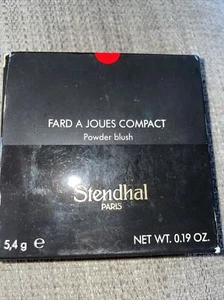 FARD A JOUES COMPACT
Powder blush
Stendhal
PARIS
5,4 g ℮ NET WT. 0.19 OZ.